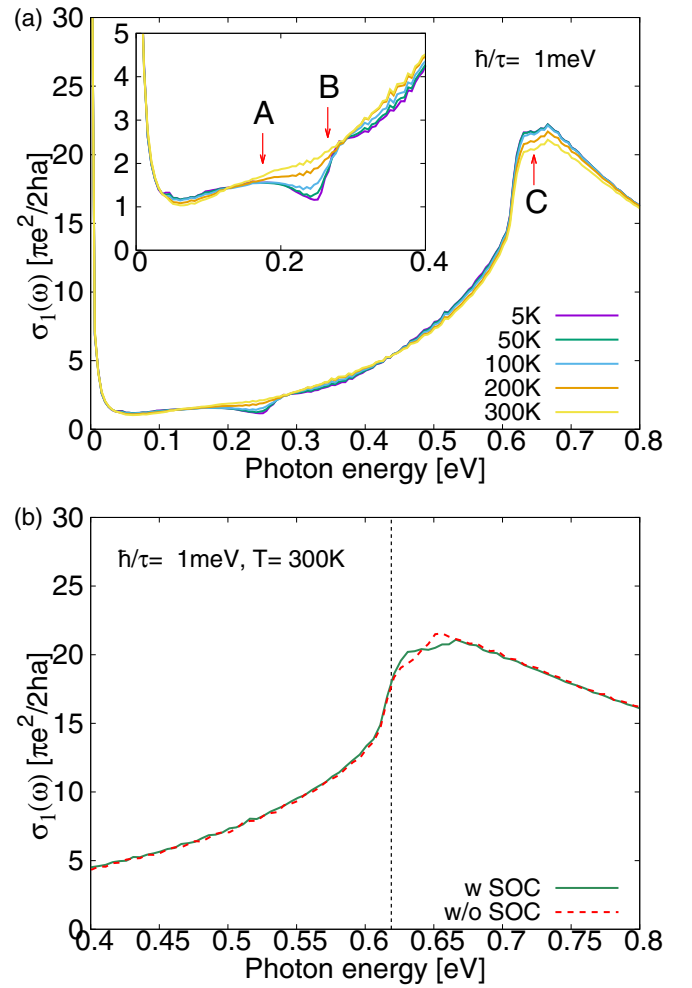 (a)
30
25
20
15
10
5
0
σ₁(ω) [πe²/2ha]
5
4
3
2
1
0
0
0.2
0.4
A
B
C
ħ/τ= 1meV
5K
50K
100K
200K
300K
0
0.1
0.2
0.3
0.4
0.5
0.6
0.7
0.8
Photon energy [eV]
(b)
30
25
20
15
10
5
0
σ₁(ω) [πe²/2ha]
ħ/τ= 1meV, T= 300K
w SOC
w/o SOC
0.4
0.45
0.5
0.55
0.6
0.65
0.7
0.75
0.8
Photon energy [eV]